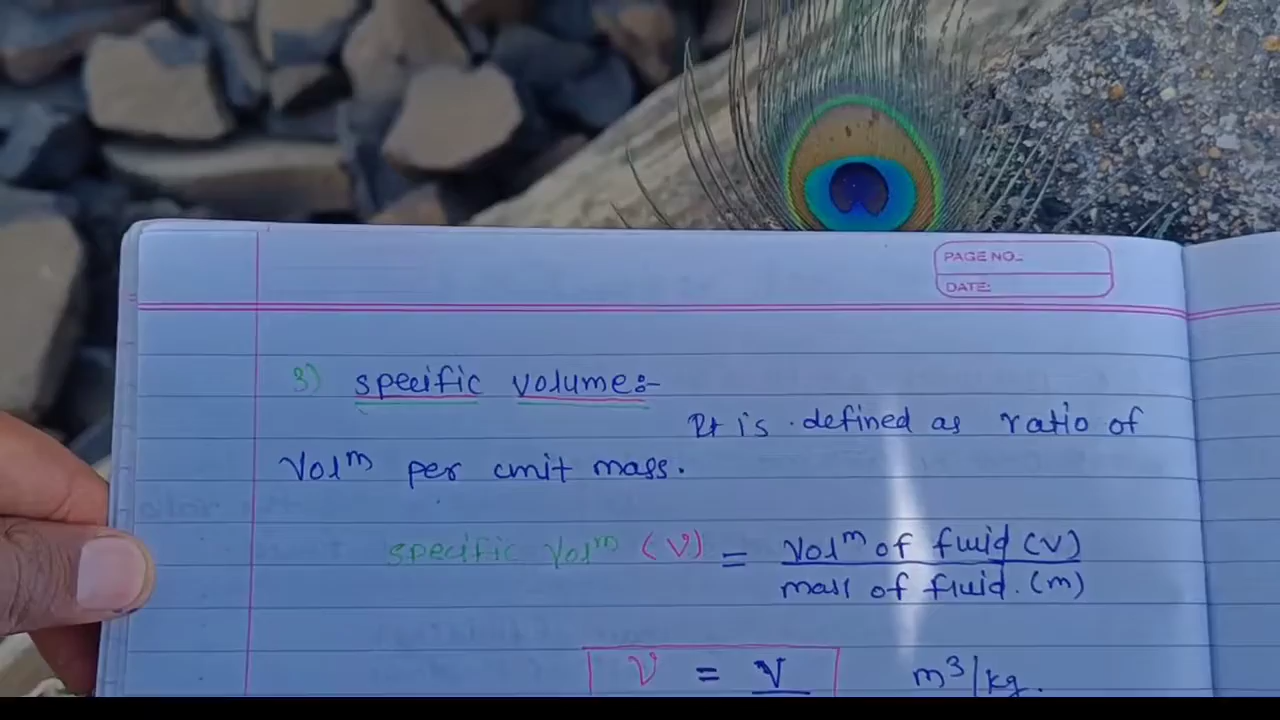 PAGE NO.:
DATE:
3) specific volume:-
It is defined as ratio of
Volm per unit mass.
specific Volm (V) = Volm of fluid (V)
mass of fluid. (m)
V = V m³/kg.